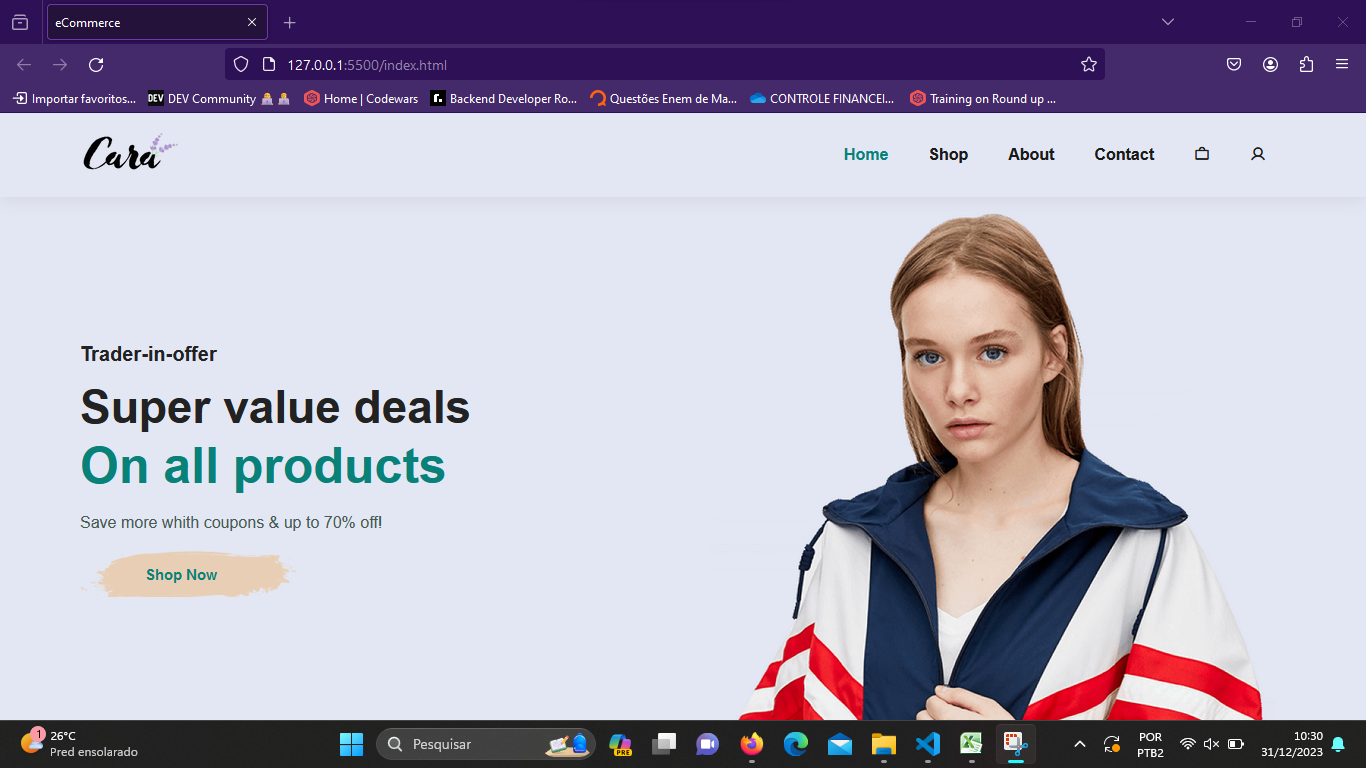 eCommerce
127.0.0.1:5500/index.html
Importar favoritos...
DEV
DEV Community
Home | Codewars
r.
Backend Developer Ro...
Questões Enem de Ma...
CONTROLE FINANCEI...
Training on Round up ...
Cara
Home
Shop
About
Contact
Trader-in-offer
Super value deals
On all products
Save more whith coupons & up to 70% off!
Shop Now
1
26°C
Pred ensolarado
Pesquisar
PRE
POR
PTB2
10:30
31/12/2023